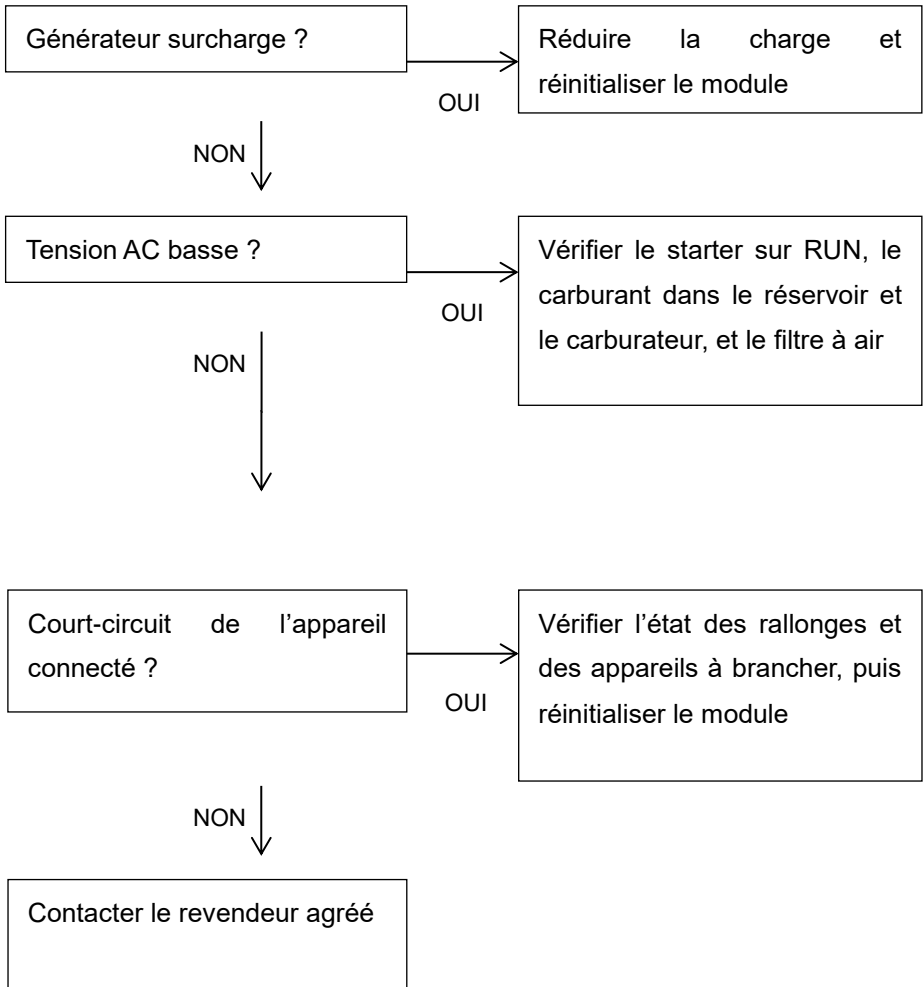 Générateur surcharge ?
Réduire la charge et
réinitialiser le module
OUI
NON
Tension AC basse ?
Vérifier le starter sur RUN, le
carburant dans le réservoir et
le carburateur, et le filtre à air
OUI
NON
Court-circuit de l’appareil
connecté ?
Vérifier l’état des rallonges et
des appareils à brancher, puis
réinitialiser le module
OUI
NON
Contacter le revendeur agréé